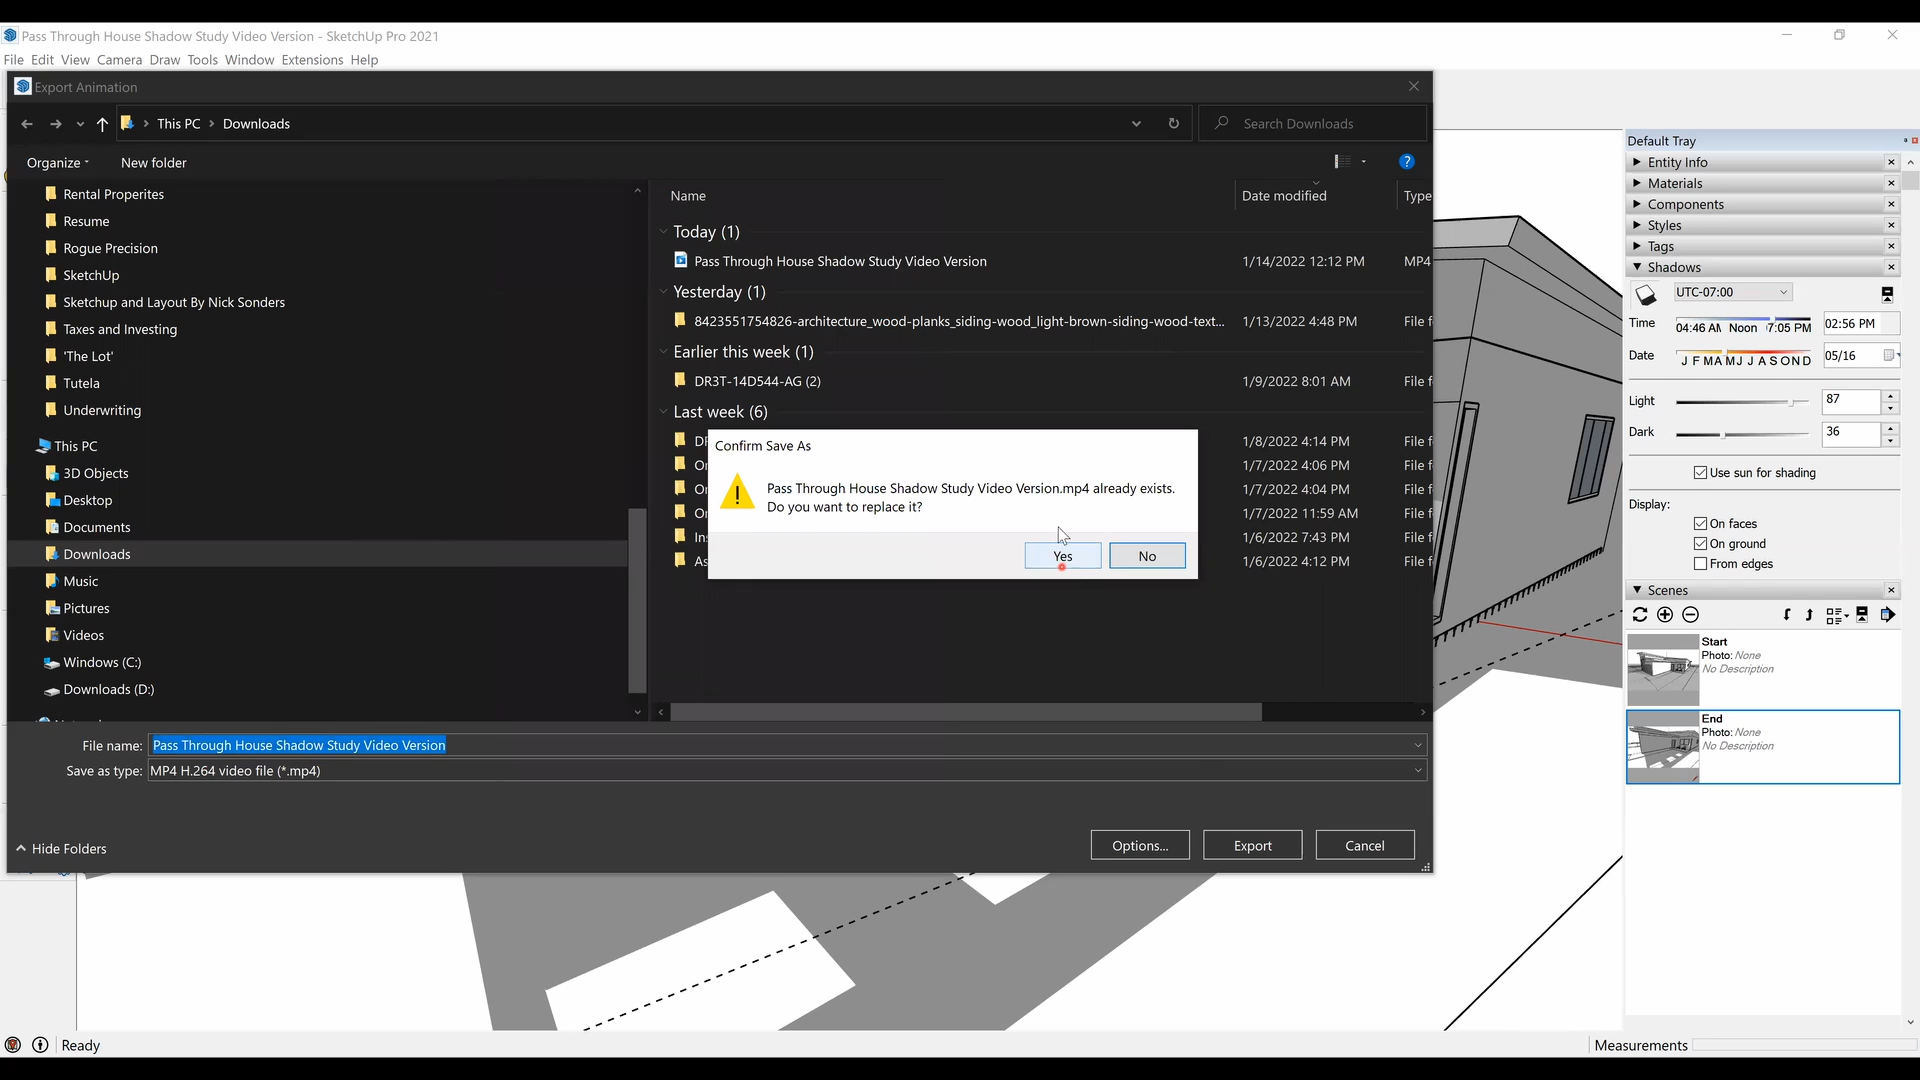 Pass Through House Shadow Study Video Version - SketchUp Pro 2021
File Edit View Camera Draw Tools Window Extensions Help
Export Animation
This PC > Downloads
Search Downloads
Organize New folder
Rental Properites
Resume
Rogue Precision
SketchUp
Sketchup and Layout By Nick Sonders
Taxes and Investing
'The Lot'
Tutela
Underwriting
This PC
3D Objects
Desktop
Documents
Downloads
Music
Pictures
Videos
Windows (C:)
Downloads (D:)
Name Date modified Type
Today (1)
Pass Through House Shadow Study Video Version 1/14/2022 12:12 PM MP4
Yesterday (1)
8423551754826-architecture_wood-planks_siding-wood_light-brown-siding-wood-text... 1/13/2022 4:48 PM File f
Earlier this week (1)
DR3T-14D544-AG (2) 1/9/2022 8:01 AM File f
Last week (6)
1/8/2022 4:14 PM File f
1/7/2022 4:06 PM File f
1/7/2022 4:04 PM File f
1/7/2022 11:59 AM File f
1/6/2022 7:43 PM File f
As 1/6/2022 4:12 PM File f
Confirm Save As
Pass Through House Shadow Study Video Version.mp4 already exists.
Do you want to replace it?
Yes No
File name: Pass Through House Shadow Study Video Version
Save as type: MP4 H.264 video file (*.mp4)
Hide Folders
Options... Export Cancel
Default Tray
Entity Info
Materials
Components
Styles
Tags
Shadows
UTC-07:00
Time 04:46 AM Noon 7:05 PM 02:56 PM
Date J F M A M J J A S O N D 05/16
Light 87
Dark 36
Use sun for shading
Display:
On faces
On ground
From edges
Scenes
Start
Photo: None
No Description
End
Photo: None
No Description
Ready
Measurements